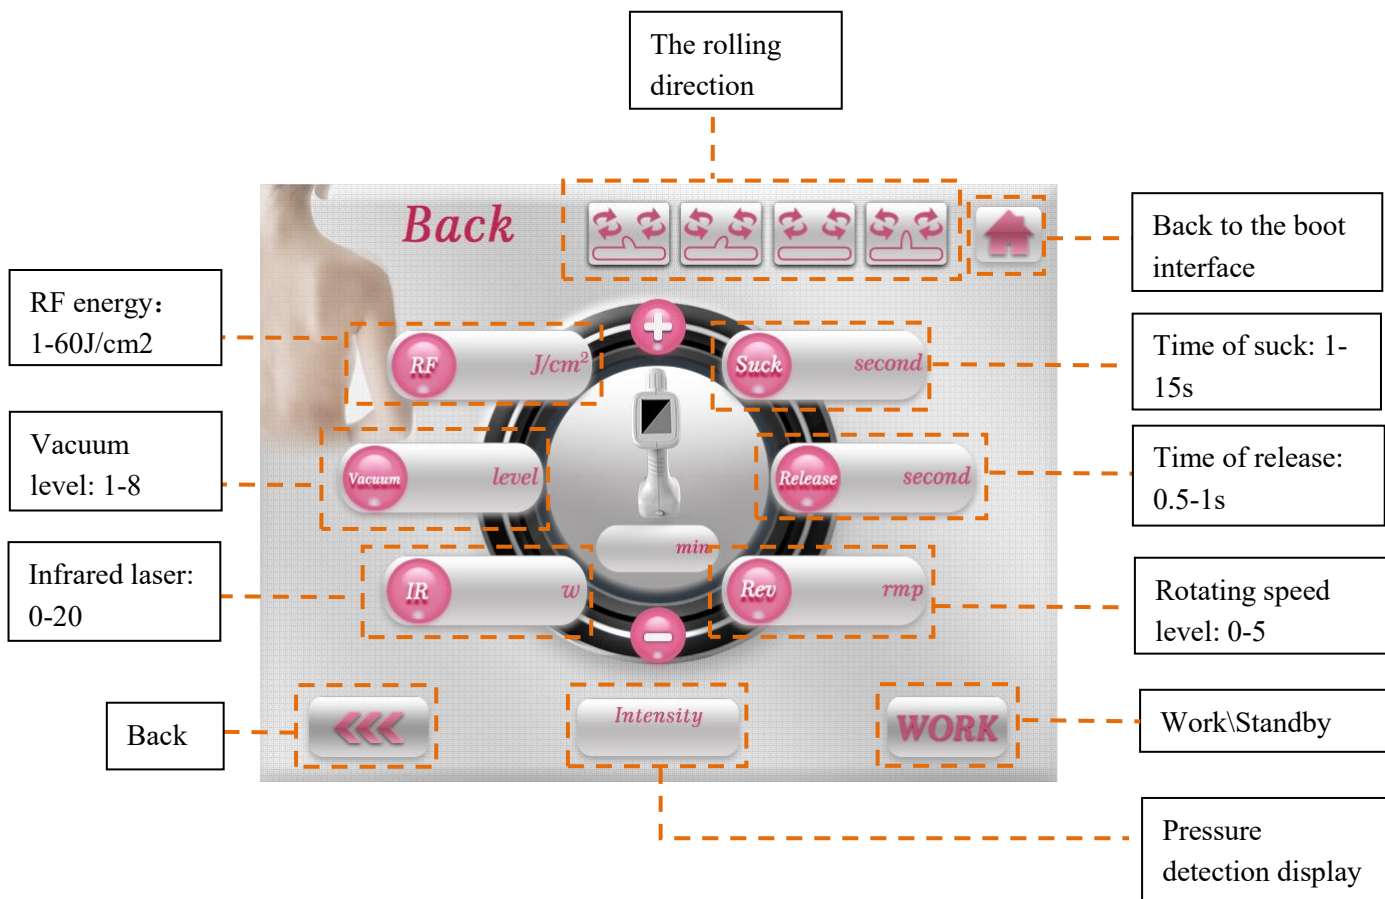 The rolling
direction
Back
Back to the boot
interface
RF energy：
1-60J/cm2
RF
J/cm²
Suck
second
Time of suck: 1-
15s
Vacuum
level: 1-8
Vacuum
level
Release
second
Time of release:
0.5-1s
min
Infrared laser:
0-20
IR
w
Rev
rmp
Rotating speed
level: 0-5
Back
Intensity
WORK
Work\Standby
Pressure
detection display